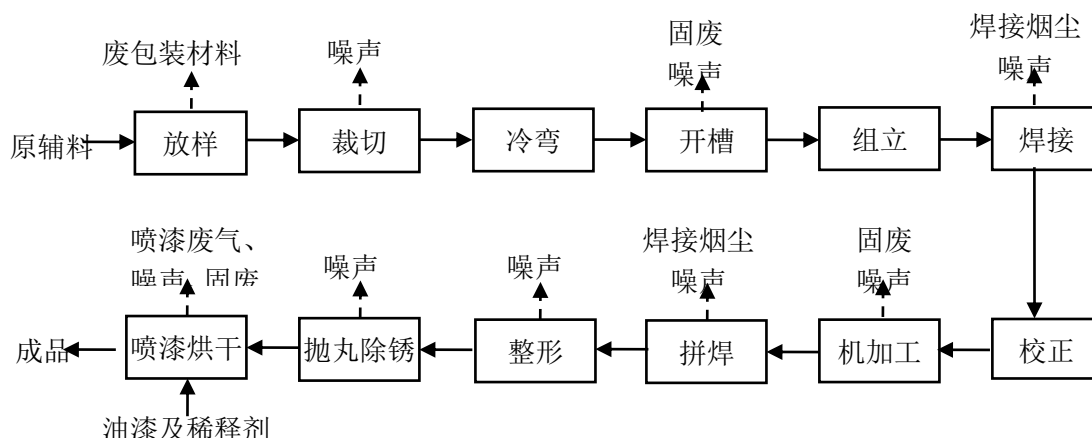 废包装材料
噪声
固废
噪声
焊接烟尘
噪声
原辅料
放样
裁切
冷弯
开槽
组立
焊接
喷漆废气、
噪声、固废
噪声
噪声
焊接烟尘
噪声
固废
噪声
成品
喷漆烘干
抛丸除锈
整形
拼焊
机加工
校正
油漆及稀释剂